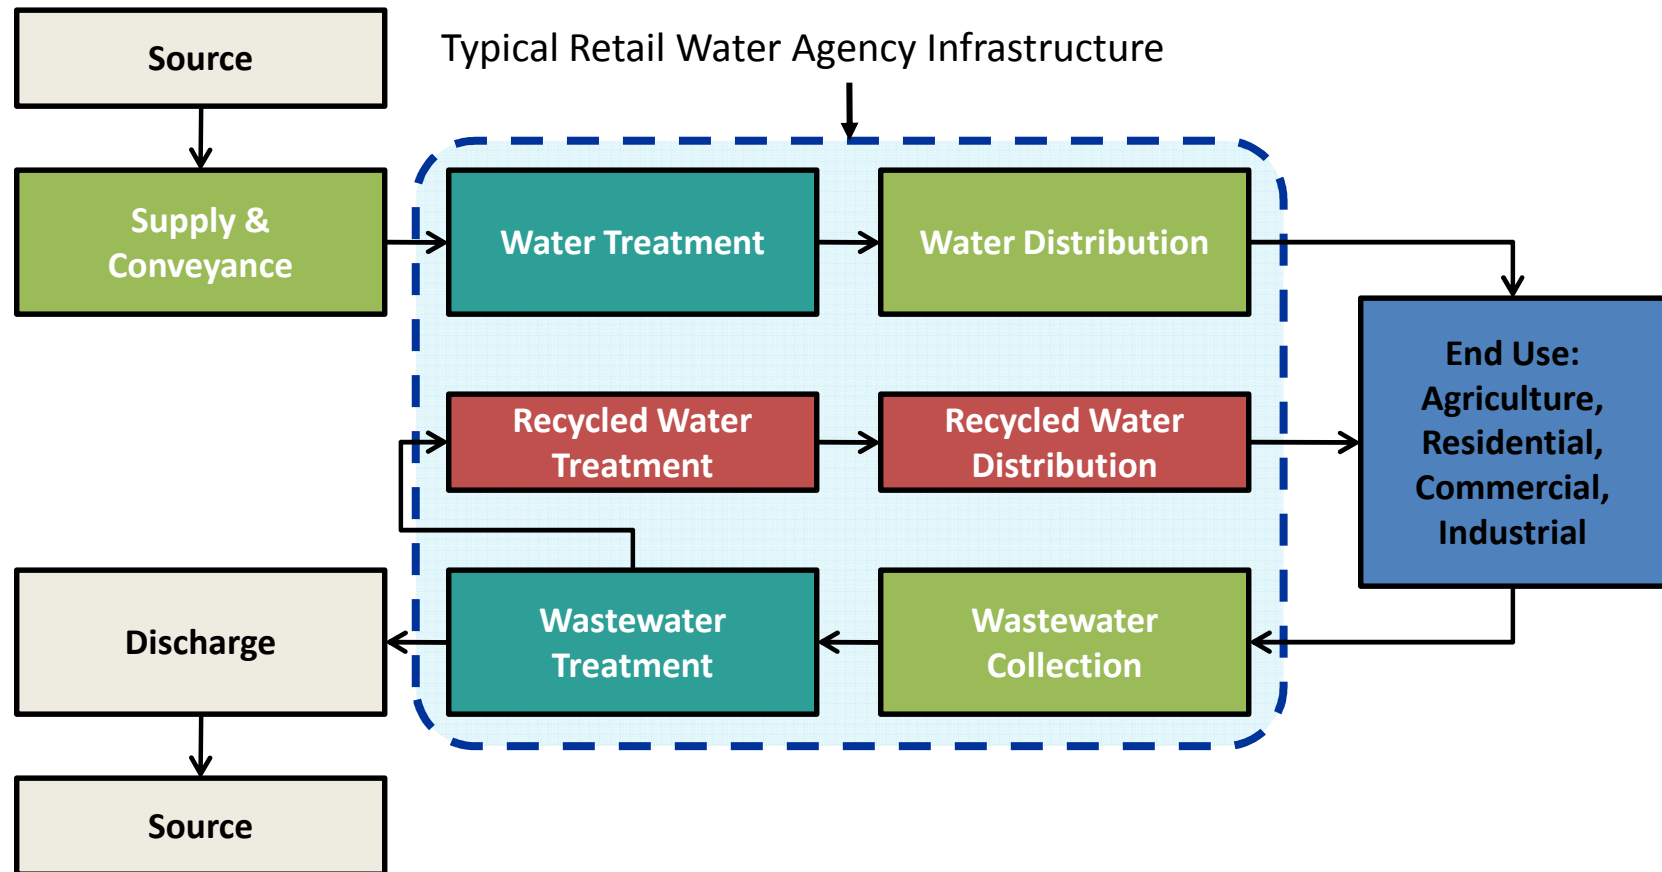 Source
Typical Retail Water Agency Infrastructure
Supply &
Conveyance
Water Treatment
Water Distribution
End Use:
Agriculture,
Residential,
Commercial,
Industrial
Recycled Water
Treatment
Recycled Water
Distribution
Discharge
Wastewater
Treatment
Wastewater
Collection
Source